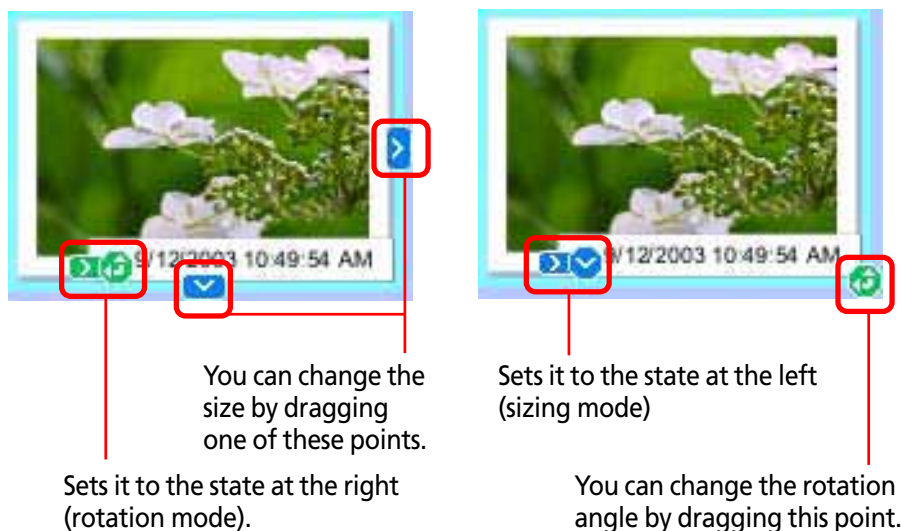 9/12/2003 10:49:54 AM
You can change the
size by dragging
one of these points.
Sets it to the state at the right
(rotation mode).
9/12/2003 10:49:54 AM
Sets it to the state at the left
(sizing mode)
You can change the rotation
angle by dragging this point.